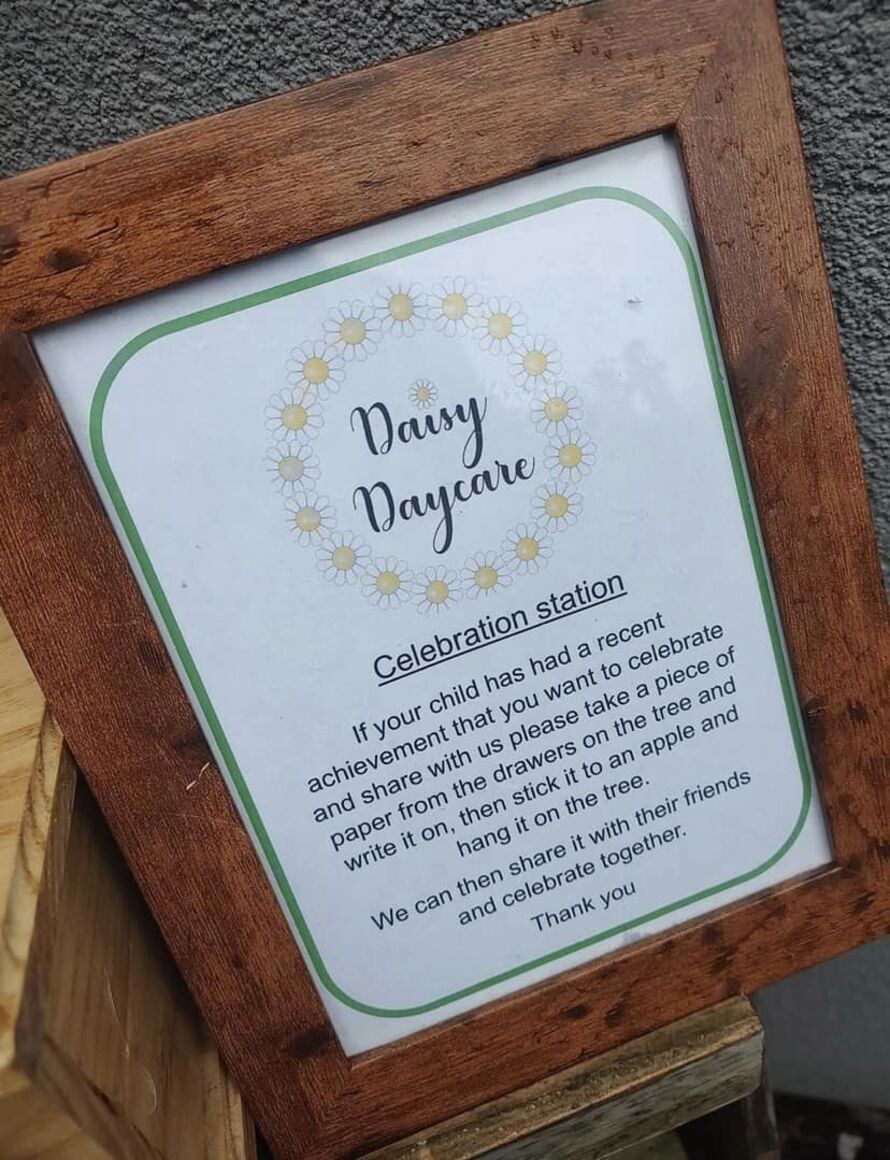 Daisy
Daycare
Celebration station
If your child has had a recent
achievement that you want to celebrate
and share with us please take a piece of
paper from the drawers on the tree and
write it on, then stick it to an apple and
hang it on the tree.
We can then share it with their friends
and celebrate together.
Thank you